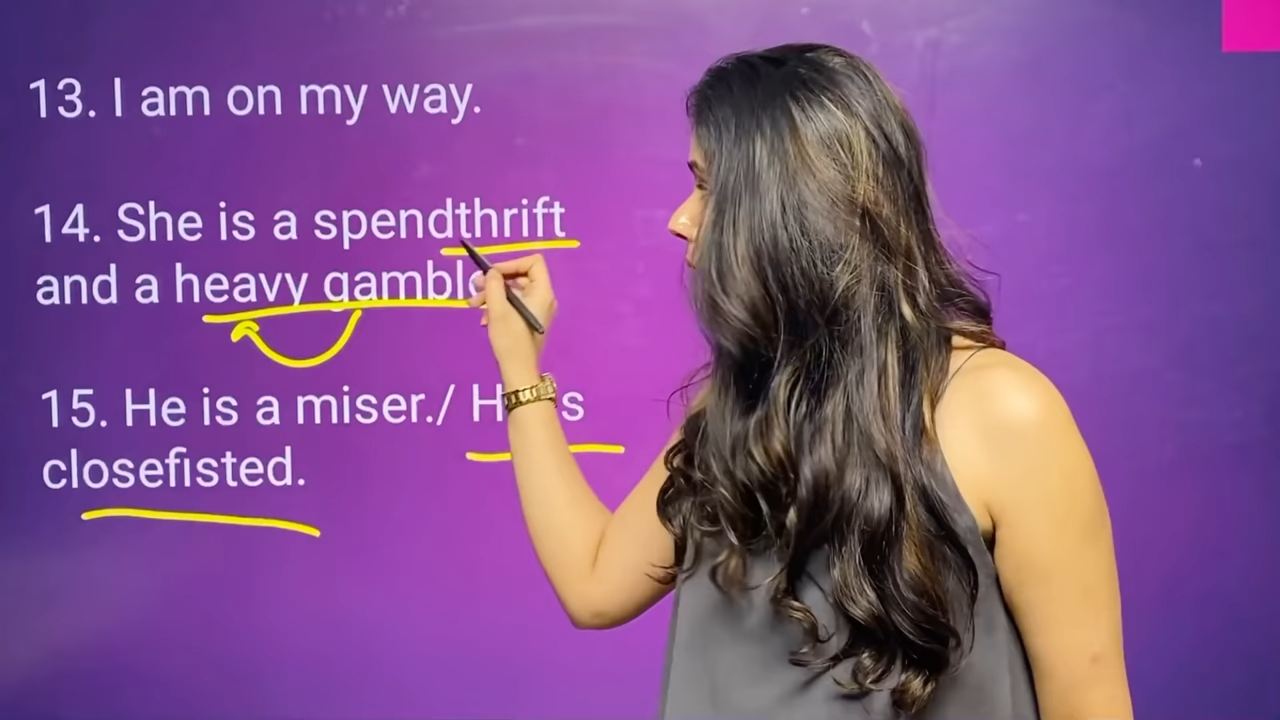 13. I am on my way.
14. She is a spendthrift
and a heavy
15. He is a miser./
closefisted.